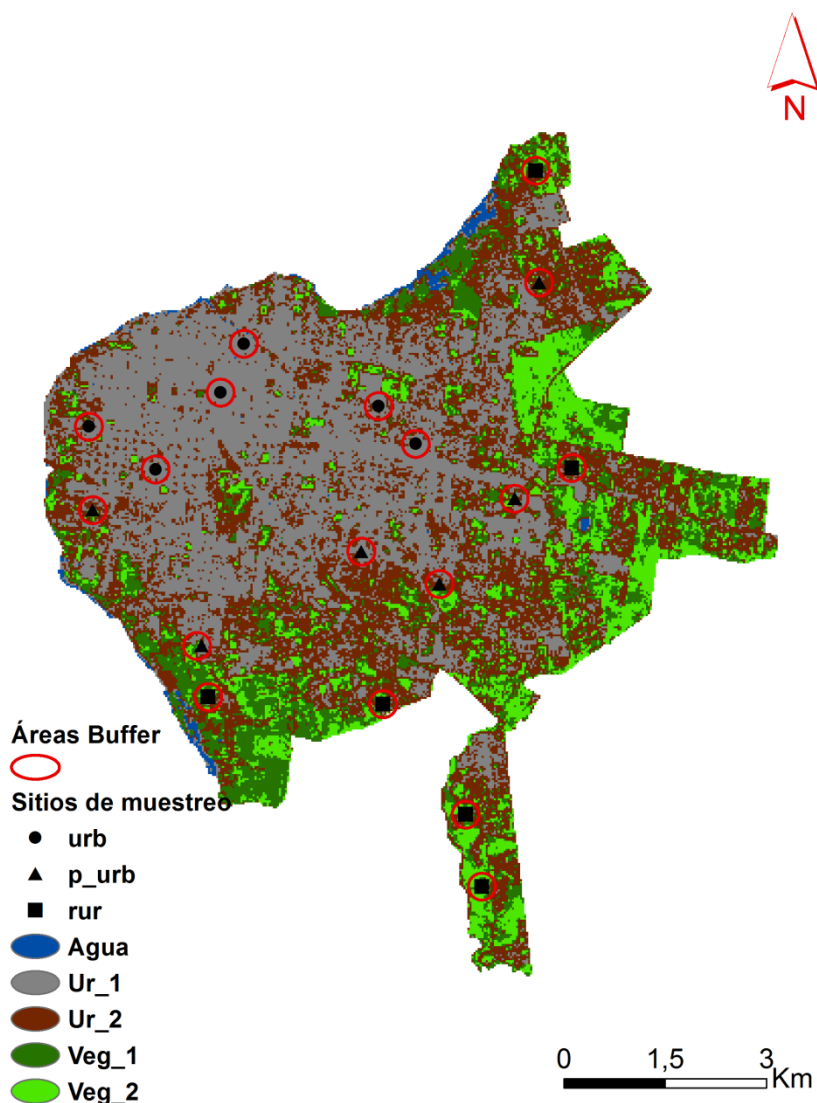 N
Áreas Buffer
Sitios de muestreo
urb
p_urb
rur
Agua
Ur_1
Ur_2
Veg_1
Veg_2
0 1,5 3
Km